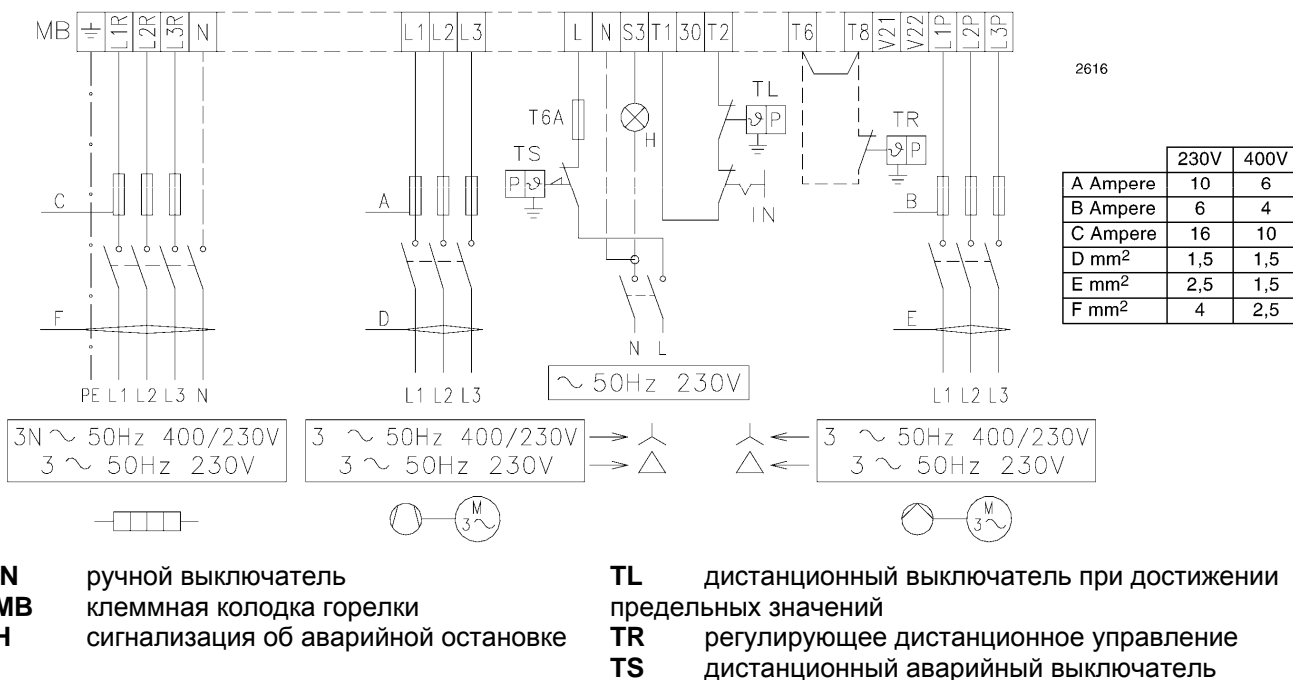 MB L1R L2R L3R N L1 L2 L3 L N S3 T1 30 T2 T6 T8 V21 V22 L1P L2P L3P
2616
TL
T6A H P TR
TS P
P
IN
C A B
F D E
N L
~ 50Hz 230V
PE L1 L2 L3 N L1 L2 L3 L1 L2 L3
3N ~ 50Hz 400/230V
3 ~ 50Hz 230V
3 ~ 50Hz 400/230V
3 ~ 50Hz 230V
3 ~ 50Hz 400/230V
3 ~ 50Hz 230V
M
3~
M
3~
230V 400V
A Ampere 10 6
B Ampere 6 4
C Ampere 16 10
D mm² 1,5 1,5
E mm² 2,5 1,5
F mm² 4 2,5
N ручной выключатель
MB клеммная колодка горелки
H сигнализация об аварийной остановке
TL дистанционный выключатель при достижении
предельных значений
TR регулирующее дистанционное управление
TS дистанционный аварийный выключатель